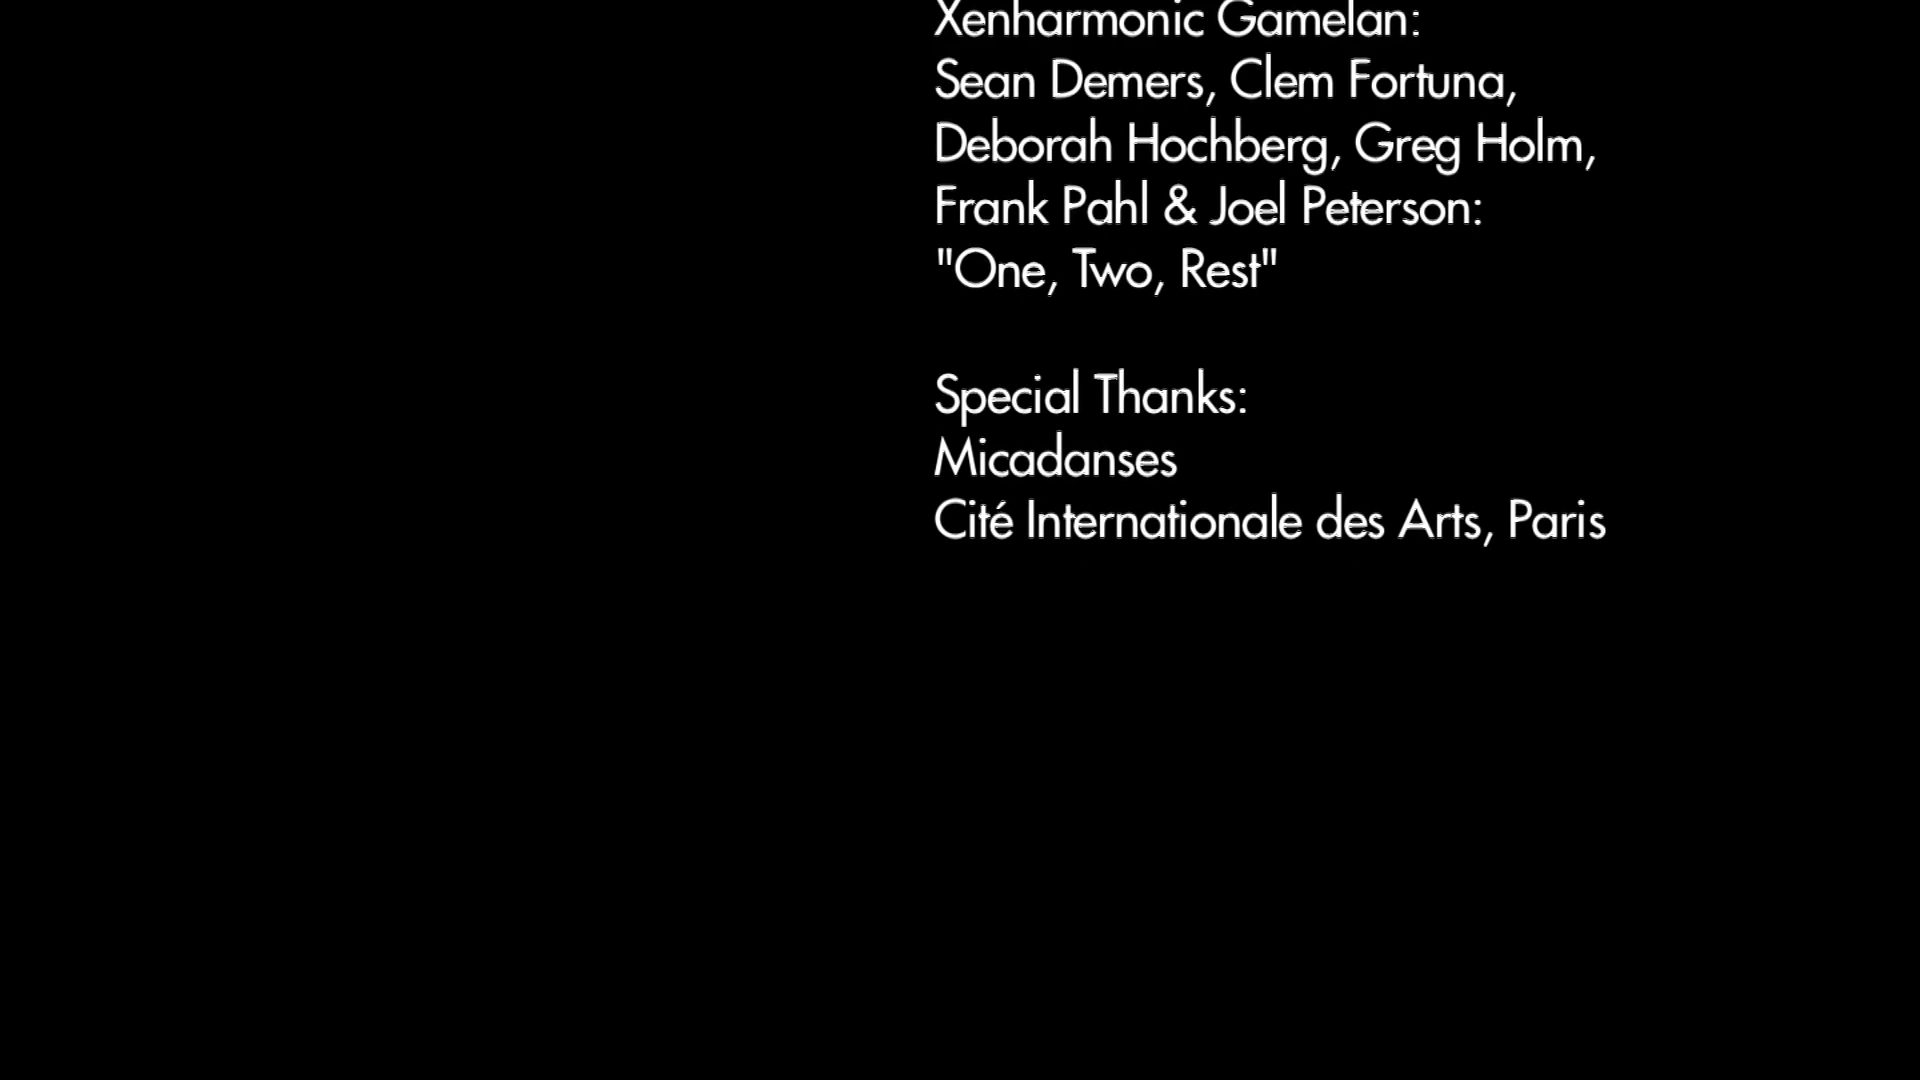 Xenharmonic Gamelan:
Sean Demers, Clem Fortuna,
Deborah Hochberg, Greg Holm,
Frank Pahl & Joel Peterson:
"One, Two, Rest"
Special Thanks:
Micadanses
Cité Internationale des Arts, Paris